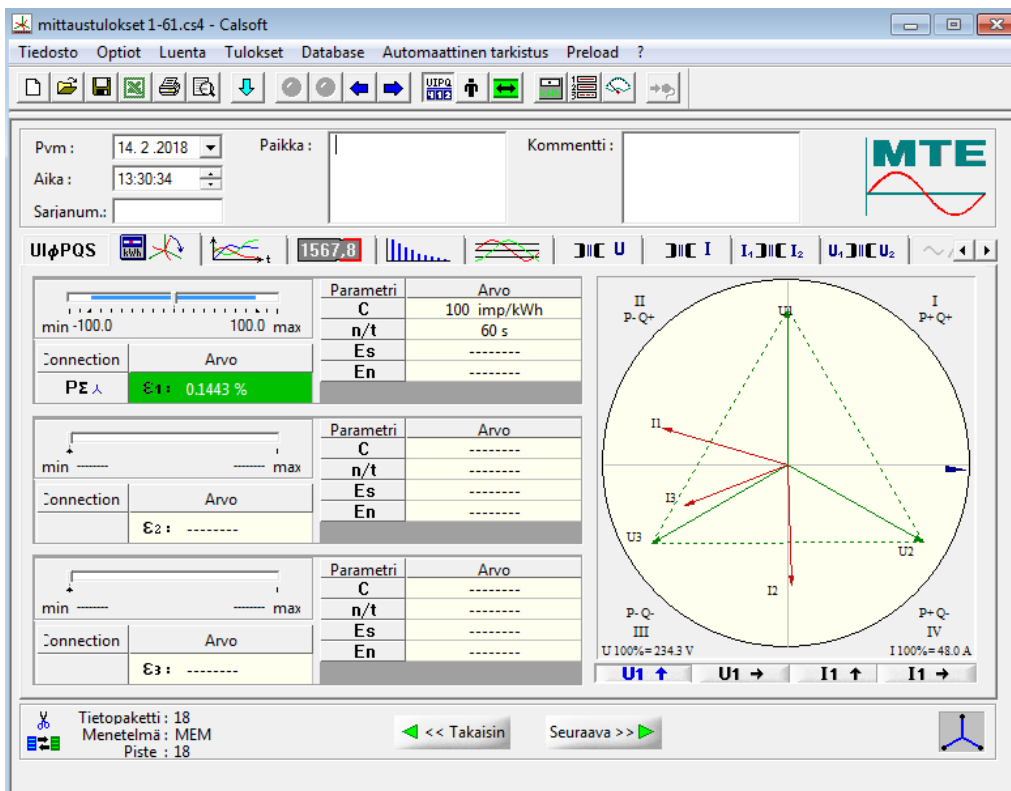 mittaustulokset 1-61.cs4 - Calsoft
Tiedosto Optiot Luenta Tulokset Database Automaattinen tarkistus Preload ?
UIPQ
Pvm : 14. 2 .2018
Paikka :
Kommentti :
MTE
Aika : 13:30:34
Sarjanum.:
UIφPQS
kWh
t
1567,8
U
I
I₁ I₂
U₁ U₂
min -100.0 100.0 max
Connection Arvo
PΣ ε1: 0.1443 %
Parametri Arvo
C 100 imp/kWh
n/t 60 s
Es --------
En --------
min ------- ------- max
Connection Arvo
ε2: --------
Parametri Arvo
C --------
n/t --------
Es --------
En --------
min ------- ------- max
Connection Arvo
ε3: --------
Parametri Arvo
C --------
n/t --------
Es --------
En --------
II
P- Q+
U1
I
P+ Q+
I1
I3
U3
U2
I2
P- Q-
III
P+ Q-
IV
U 100%= 234.3 V
I 100%= 48.0 A
U1 ↑ U1 → I1 ↑ I1 →
Tietopaketti : 18
Menetelmä : MEM
Piste : 18
<< Takaisin
Seuraava >>